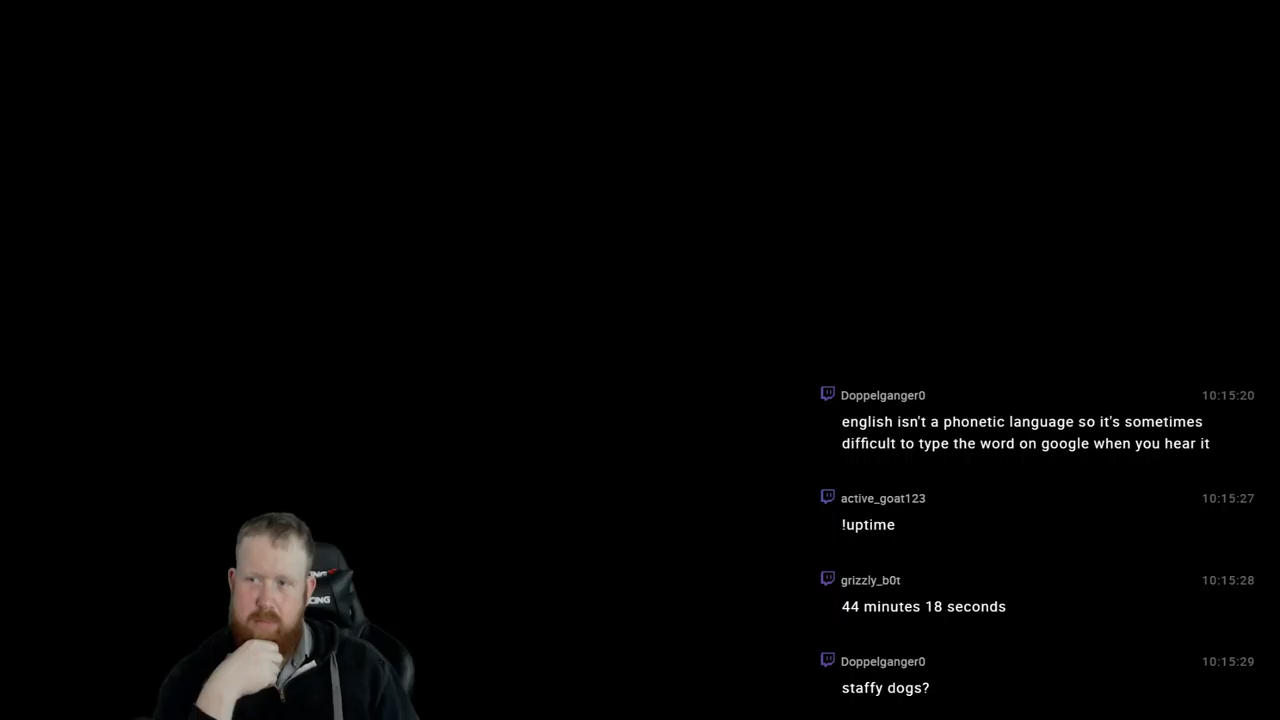 Doppelganger0 10:15:20
english isn't a phonetic language so it's sometimes
difficult to type the word on google when you hear it
active_goat123 10:15:27
!uptime
grizzly_b0t 10:15:28
44 minutes 18 seconds
Doppelganger0 10:15:29
staffy dogs?